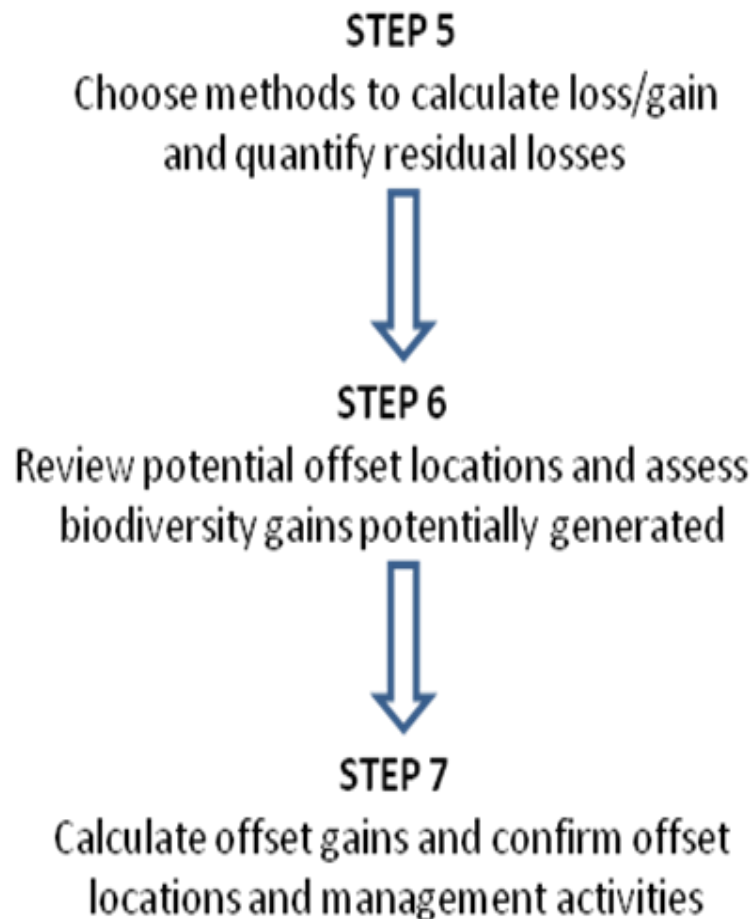 STEP 5
Choose methods to calculate loss/gain
and quantify residual losses
STEP 6
Review potential offset locations and assess
biodiversity gains potentially generated
STEP 7
Calculate offset gains and confirm offset
locations and management activities